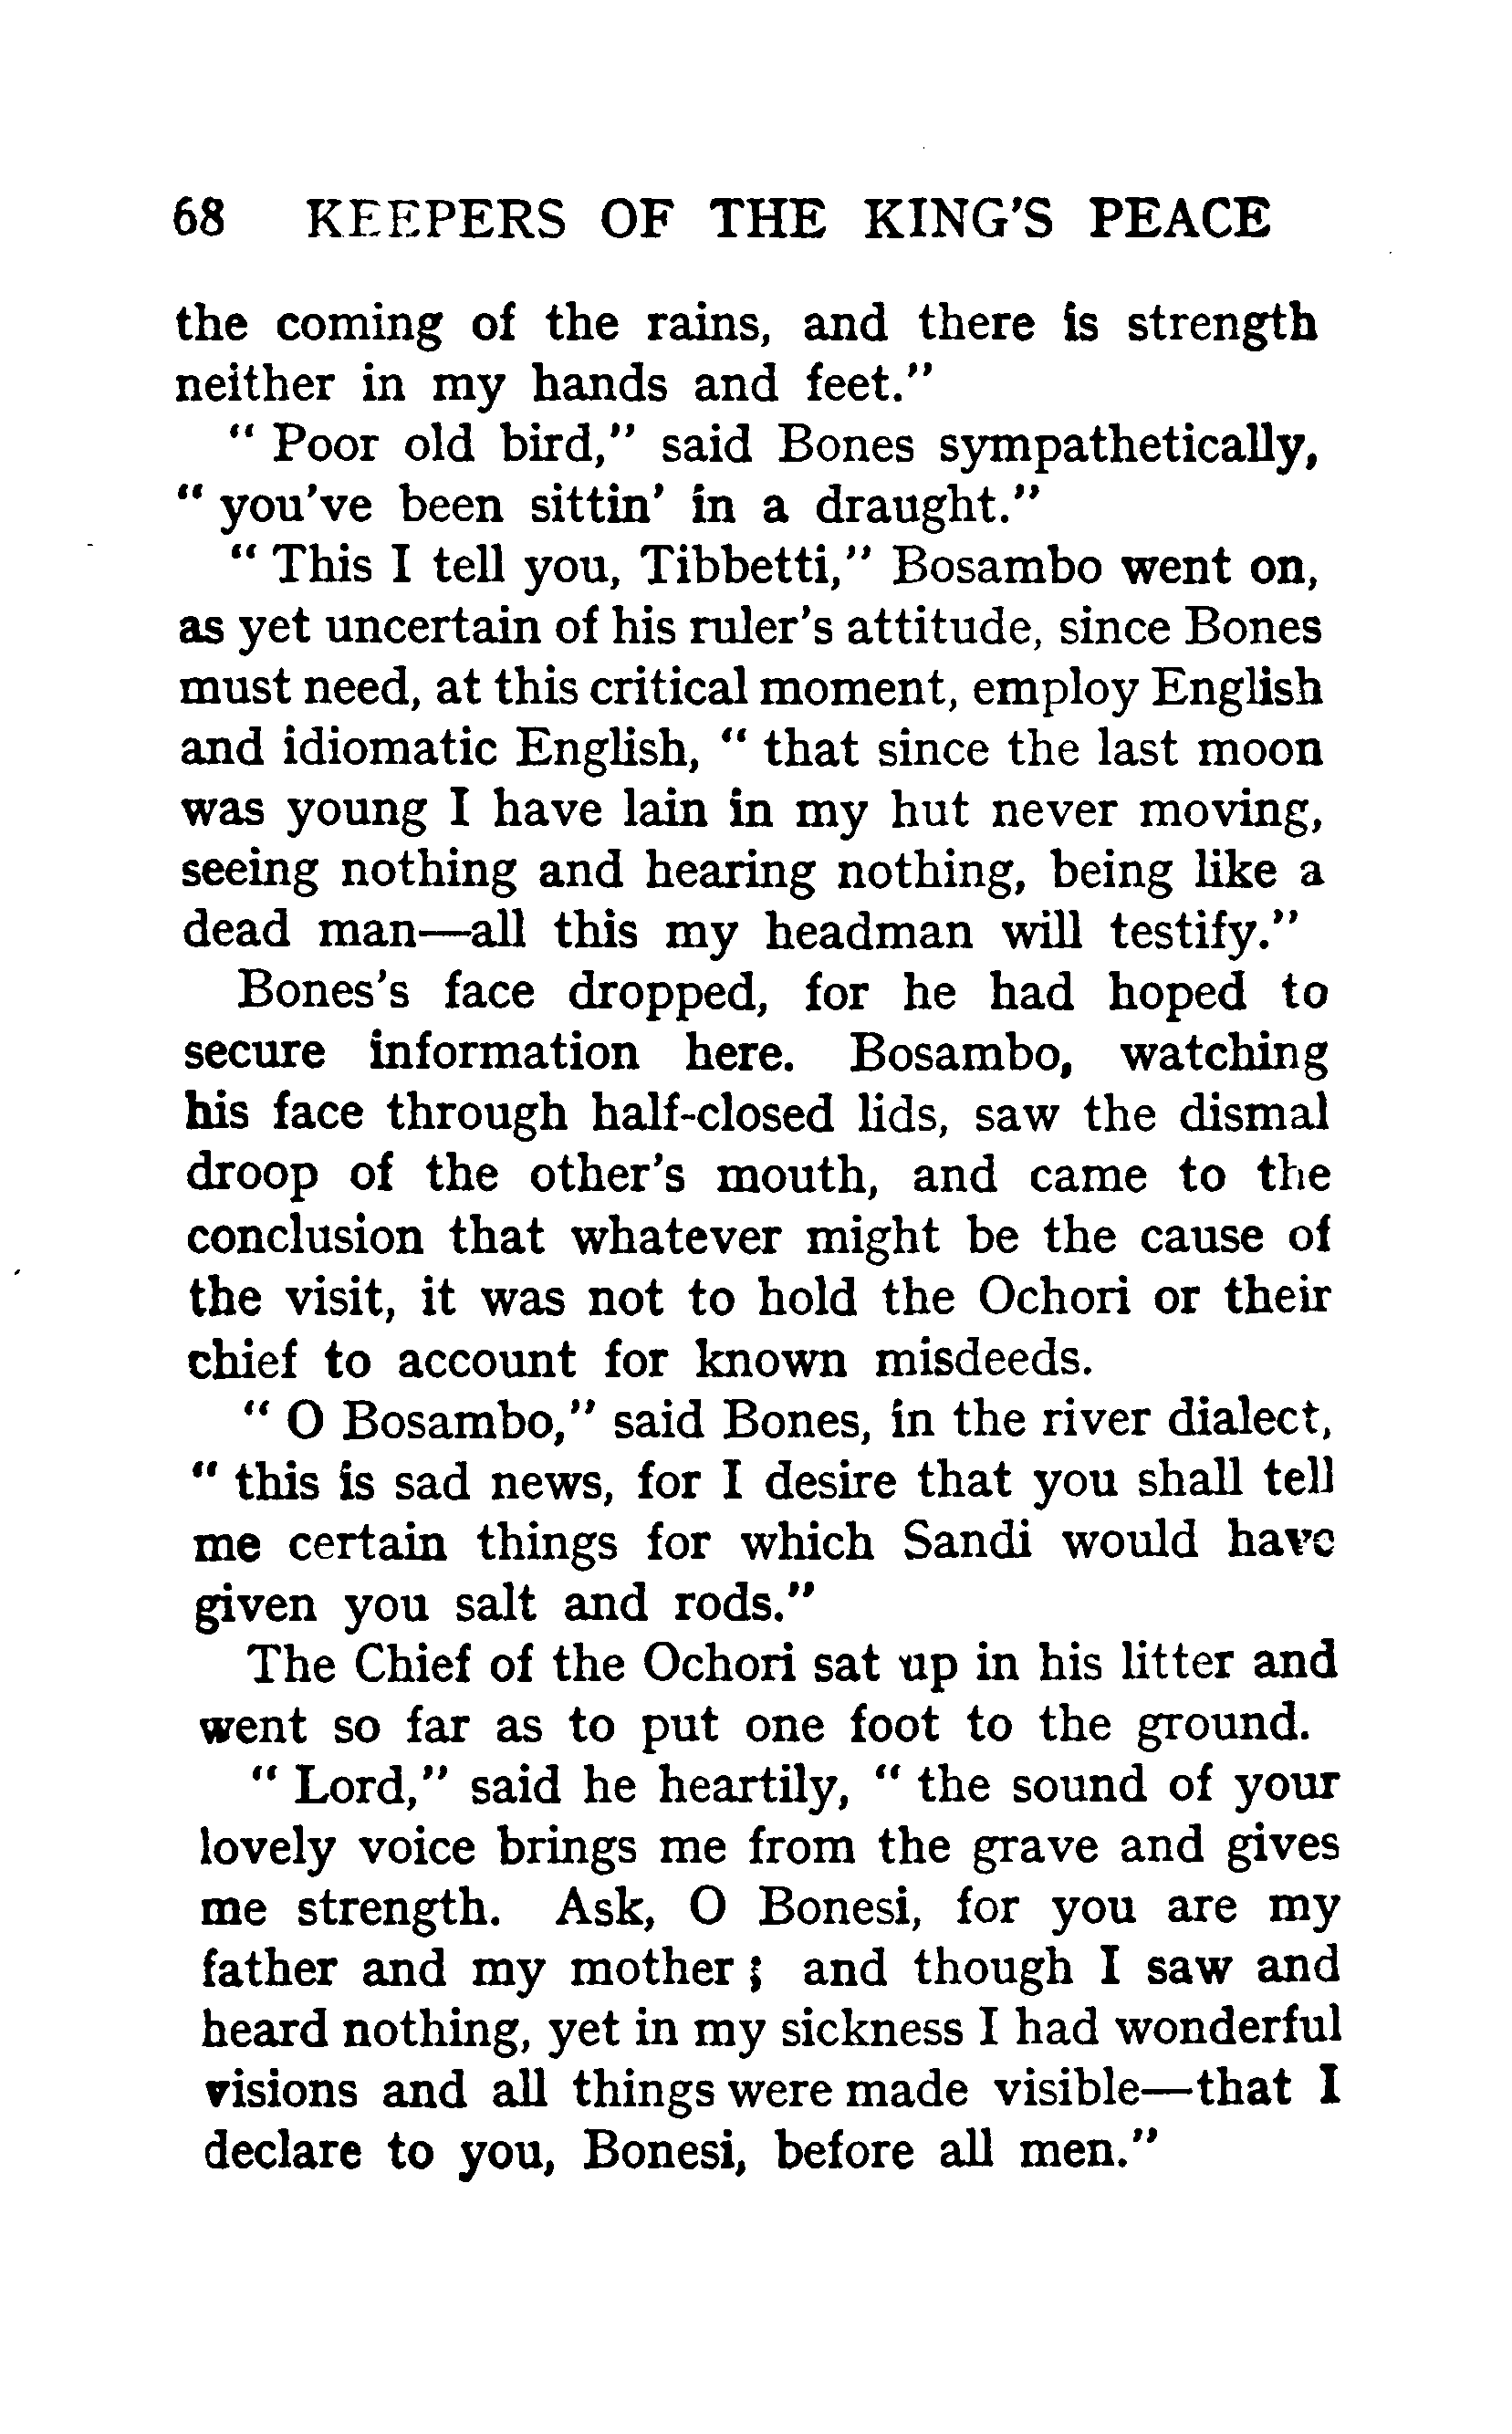 68 KEEPERS OF THE KING'S PEACE
the coming of the rains, and there is strength
neither in my hands and feet."
" Poor old bird," said Bones sympathetically,
" you've been sittin' in a draught."
" This I tell you, Tibbetti," Bosambo went on,
as yet uncertain of his ruler's attitude, since Bones
must need, at this critical moment, employ English
and idiomatic English, " that since the last moon
was young I have lain in my hut never moving,
seeing nothing and hearing nothing, being like a
dead man—all this my headman will testify."
Bones's face dropped, for he had hoped to
secure information here. Bosambo, watching
his face through half-closed lids, saw the dismal
droop of the other's mouth, and came to the
conclusion that whatever might be the cause of
the visit, it was not to hold the Ochori or their
chief to account for known misdeeds.
" O Bosambo," said Bones, in the river dialect,
" this is sad news, for I desire that you shall tell
me certain things for which Sandi would have
given you salt and rods."
The Chief of the Ochori sat up in his litter and
went so far as to put one foot to the ground.
" Lord," said he heartily, " the sound of your
lovely voice brings me from the grave and gives
me strength. Ask, O Bonesi, for you are my
father and my mother ; and though I saw and
heard nothing, yet in my sickness I had wonderful
visions and all things were made visible—that I
declare to you, Bonesi, before all men."